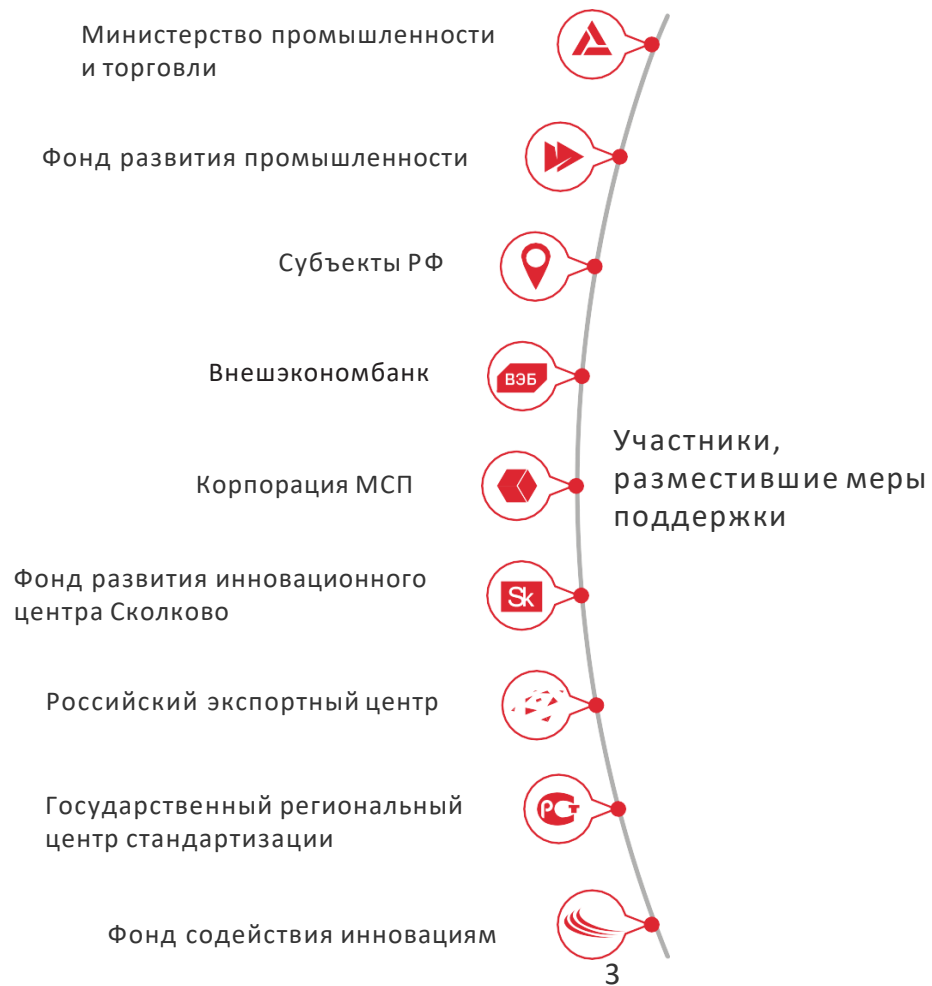 Министерство промышленности
и торговли
Фонд развития промышленности
Субъекты РФ
Внешэкономбанк
ВЭБ
Участники,
разместившие меры
поддержки
Корпорация МСП
Фонд развития инновационного
центра Сколково
Sk
Российский экспортный центр
Государственный региональный
центр стандартизации
РСТ
Фонд содействия инновациям
3